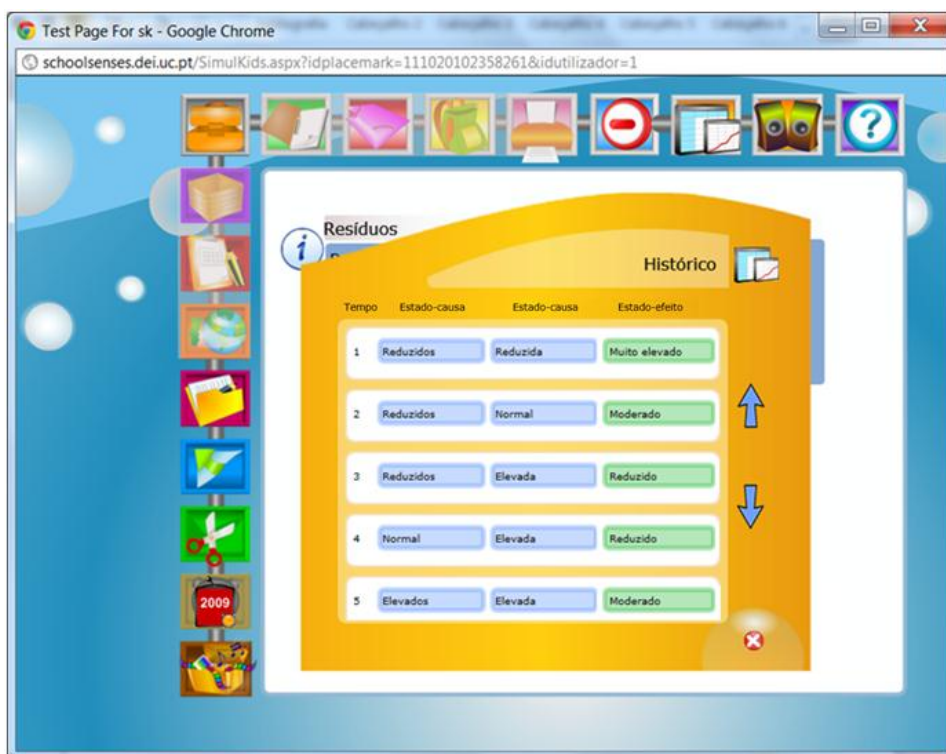 Test Page For sk - Google Chrome
schoolsenses.dei.uc.pt/SimulKids.aspx?idplacemark=111020102358261&idutilizador=1
?
Resíduos
i
Histórico
Tempo Estado-causa Estado-causa Estado-efeito
1 Reduzidos Reduzida Muito elevado
2 Reduzidos Normal Moderado
3 Reduzidos Elevada Reduzido
4 Normal Elevada Reduzido
5 Elevados Elevada Moderado
2009